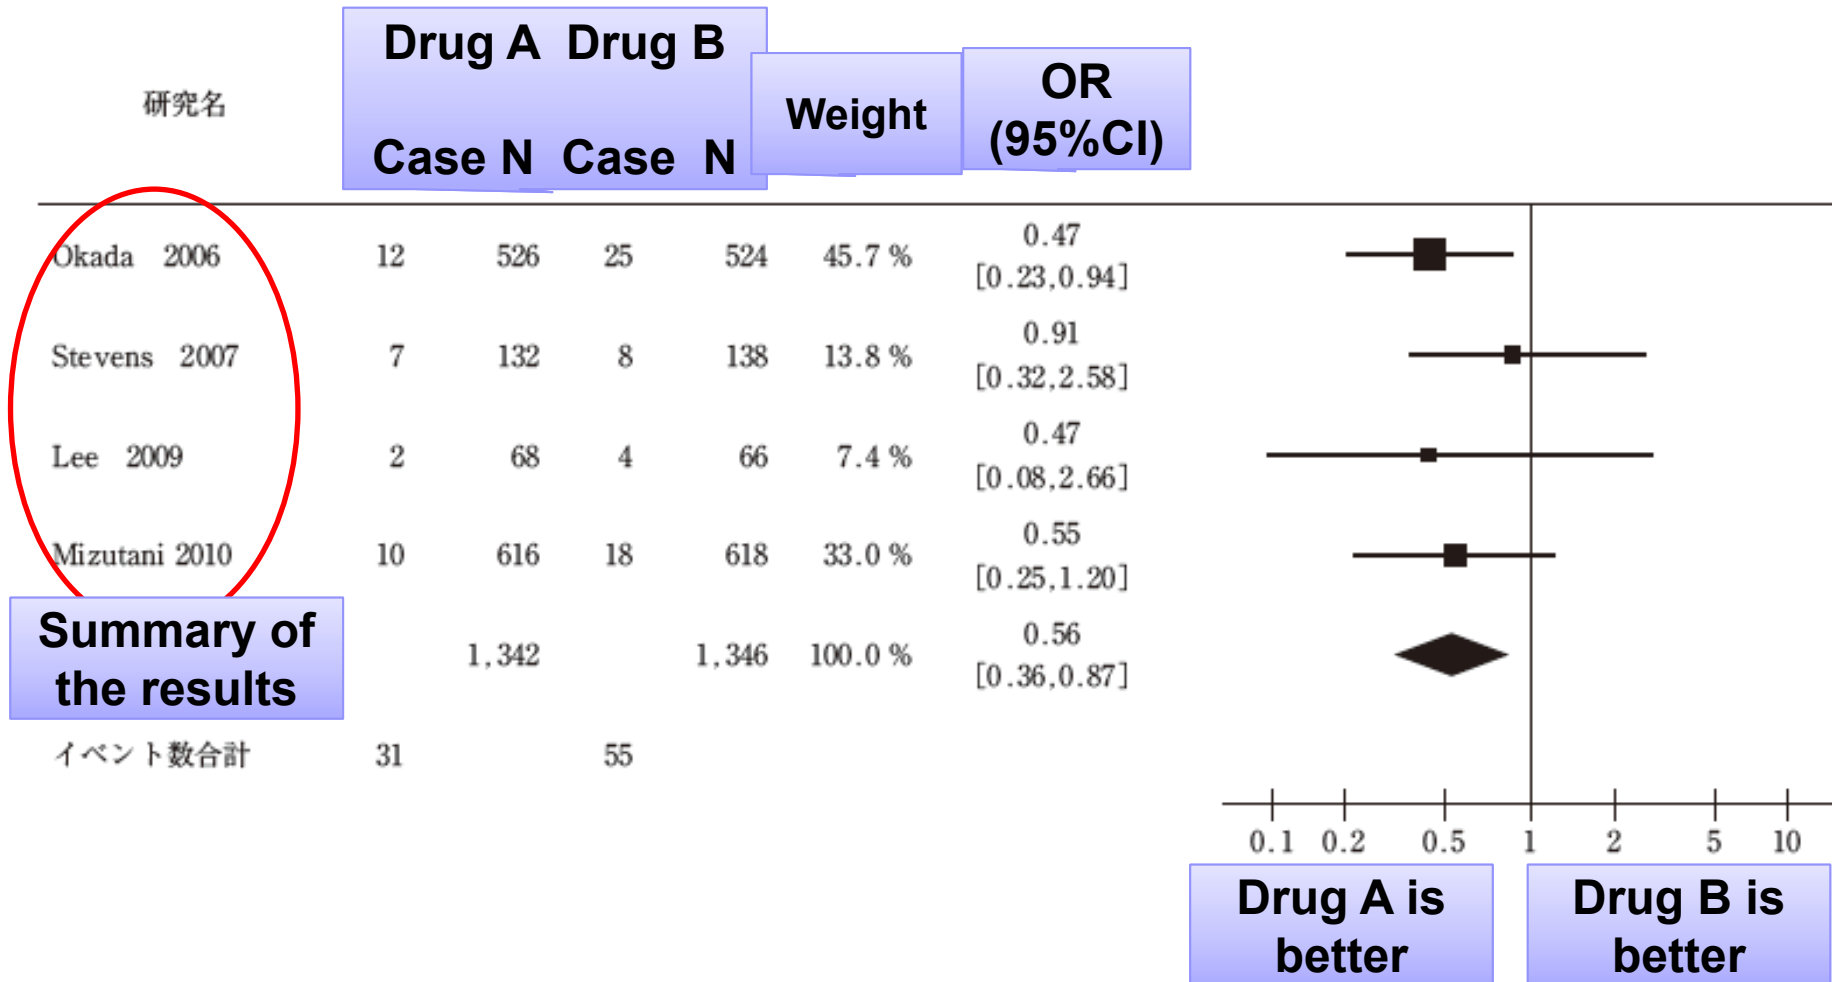 Drug A Drug B
Case N Case N
研究名
Weight
OR
(95%CI)
Okada 2006 12 526 25 524 45.7 % 0.47
[0.23,0.94]
Stevens 2007 7 132 8 138 13.8 % 0.91
[0.32,2.58]
Lee 2009 2 68 4 66 7.4 % 0.47
[0.08,2.66]
Mizutani 2010 10 616 18 618 33.0 % 0.55
[0.25,1.20]
Summary of
the results
1,342 1,346 100.0 % 0.56
[0.36,0.87]
イベント数合計 31 55
0.1 0.2 0.5 1 2 5 10
Drug A is
better
Drug B is
better